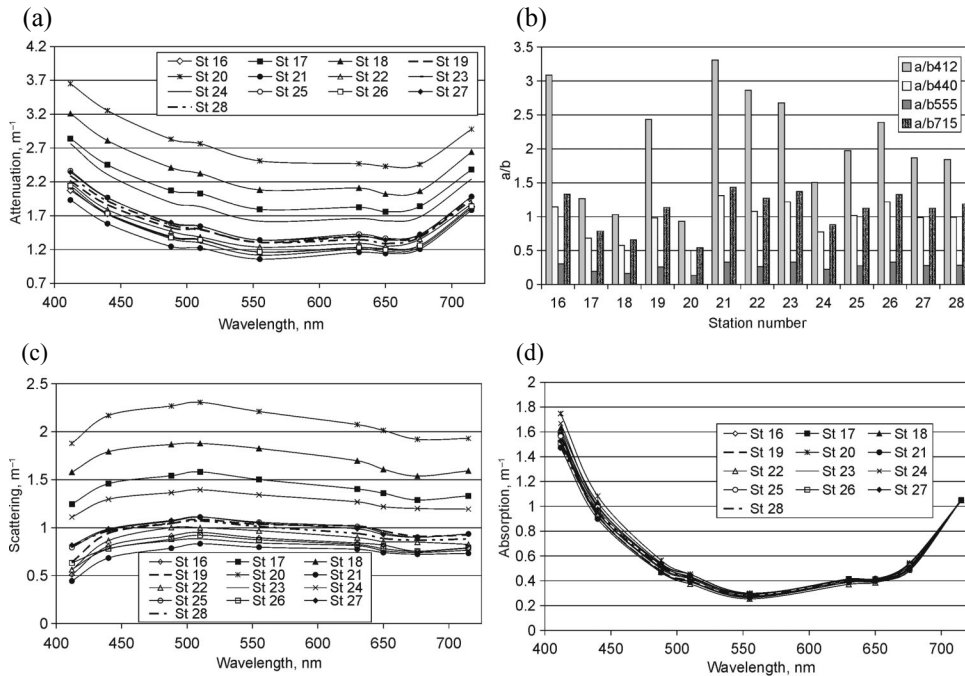 (a)
4.2
3.7
3.2
2.7
2.2
1.7
1.2
0.7
Attenuation, m⁻¹
St 16 St 17 St 18 St 19
St 20 St 21 St 22 St 23
St 24 St 25 St 26 St 27
St 28
400 450 500 550 600 650 700
Wavelength, nm
(b)
3.5
3
2.5
2
1.5
1
0.5
0
a/b
a/b412
a/b440
a/b555
a/b715
16 17 18 19 20 21 22 23 24 25 26 27 28
Station number
(c)
2.5
2
1.5
1
0.5
0
Scattering, m⁻¹
St 16 St 17 St 18
St 19 St 20 St 21
St 22 St 23 St 24
St 25 St 26 St 27
St 28
400 450 500 550 600 650 700
Wavelength, nm
(d)
2
1.8
1.6
1.4
1.2
1
0.8
0.6
0.4
0.2
0
Absorption, m⁻¹
St 16 St 17 St 18
St 19 St 20 St 21
St 22 St 23 St 24
St 25 St 26 St 27
St 28
400 450 500 550 600 650 700
Wavelength, nm